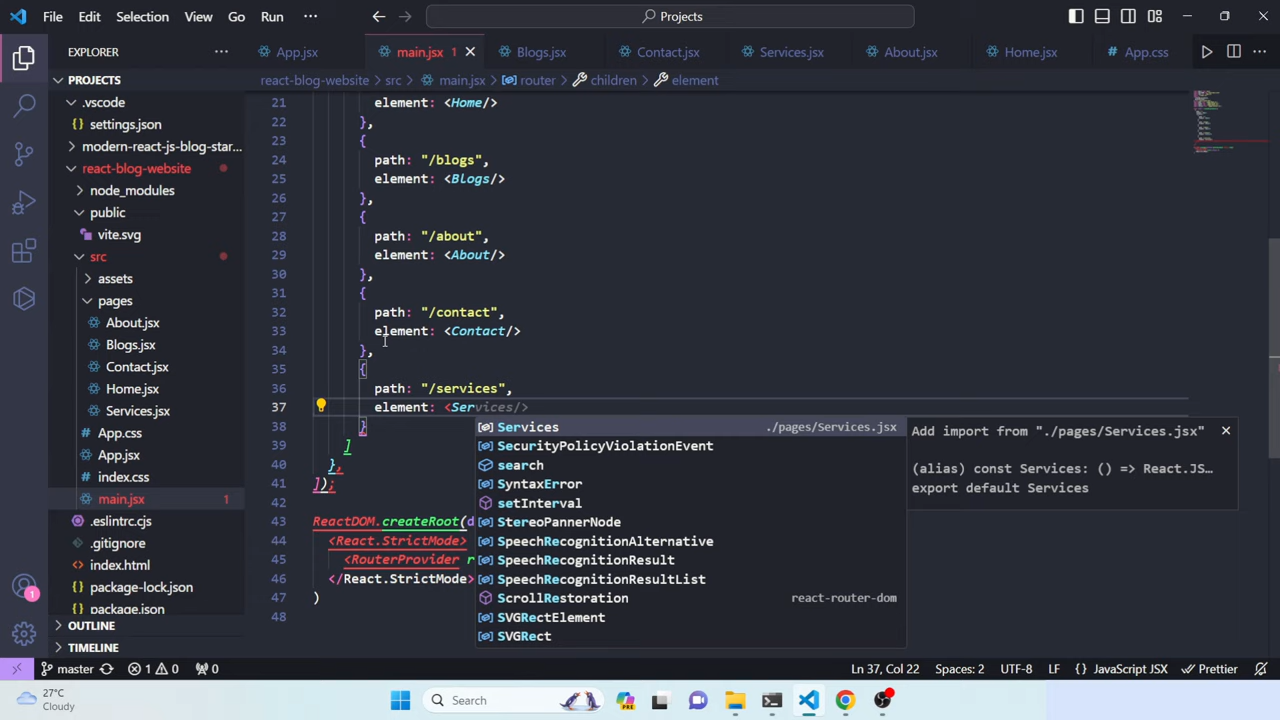 File Edit Selection View Go Run ··· Projects
EXPLORER ···
App.jsx main.jsx 1 Blogs.jsx Contact.jsx Services.jsx About.jsx Home.jsx App.css ···
PROJECTS
react-blog-website > src > main.jsx > router > children > element
.vscode
settings.json
modern-react-js-blog-star...
react-blog-website
node_modules
public
vite.svg
src
assets
pages
About.jsx
Blogs.jsx
Contact.jsx
Home.jsx
Services.jsx
App.css
App.jsx
index.css
main.jsx 1
.eslintrc.cjs
.gitignore
index.html
package-lock.json
package.json
OUTLINE
TIMELINE
21 element: <Home/>
22 },
23 {
24 path: "/blogs",
25 element: <Blogs/>
26 },
27 {
28 path: "/about",
29 element: <About/>
30 },
31 {
32 path: "/contact",
33 element: <Contact/>
34 },
35 {
36 path: "/services",
37 element: <Services/>
38 }
39 ]
40 },
41 ]);
42
43 ReactDOM.createRoot(d
44 <React.StrictMode>
45 <RouterProvider r
46 </React.StrictMode>
47 )
48
Services ./pages/Services.jsx
SecurityPolicyViolationEvent
search
SyntaxError
setInterval
StereoPannerNode
SpeechRecognitionAlternative
SpeechRecognitionResult
SpeechRecognitionResultList
ScrollRestoration react-router-dom
SVGRectElement
SVGRect
Add import from "./pages/Services.jsx"
(alias) const Services: () => React.JS...
export default Services
1
master 1 0 0 Ln 37, Col 22 Spaces: 2 UTF-8 LF {} JavaScript JSX Prettier
27°C
Cloudy
Search
PRE